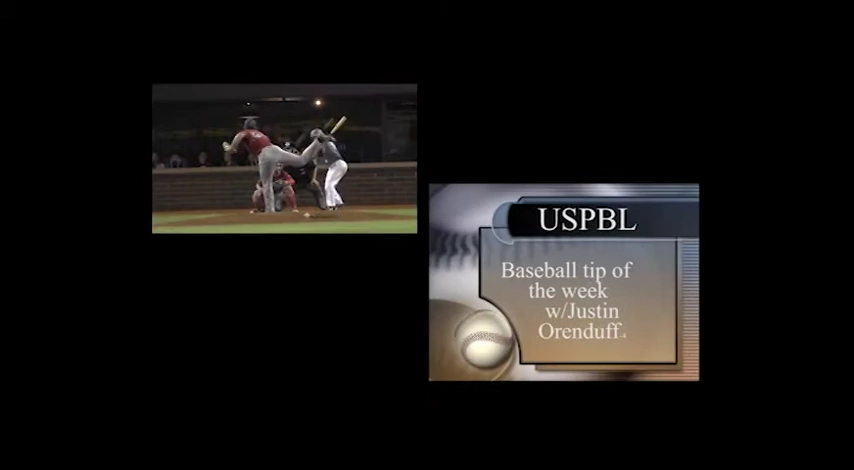 USPBL
Baseball tip of
the week
w/Justin
Orenduff